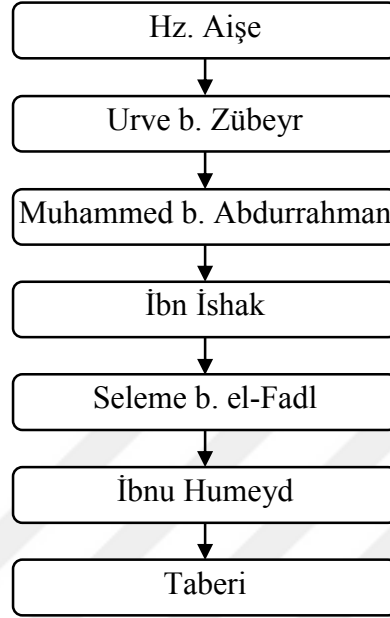 Hz. Aişe
Urve b. Zübeyr
Muhammed b. Abdurrahman
İbn İshak
Seleme b. el-Fadl
İbnu Humeyd
Taberi